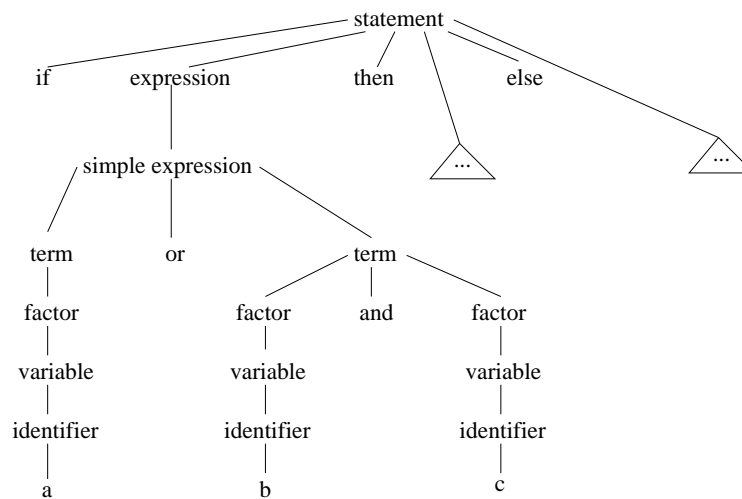 statement
if expression then else
simple expression ... ...
term or term
factor factor and factor
variable variable variable
identifier identifier identifier
a b c